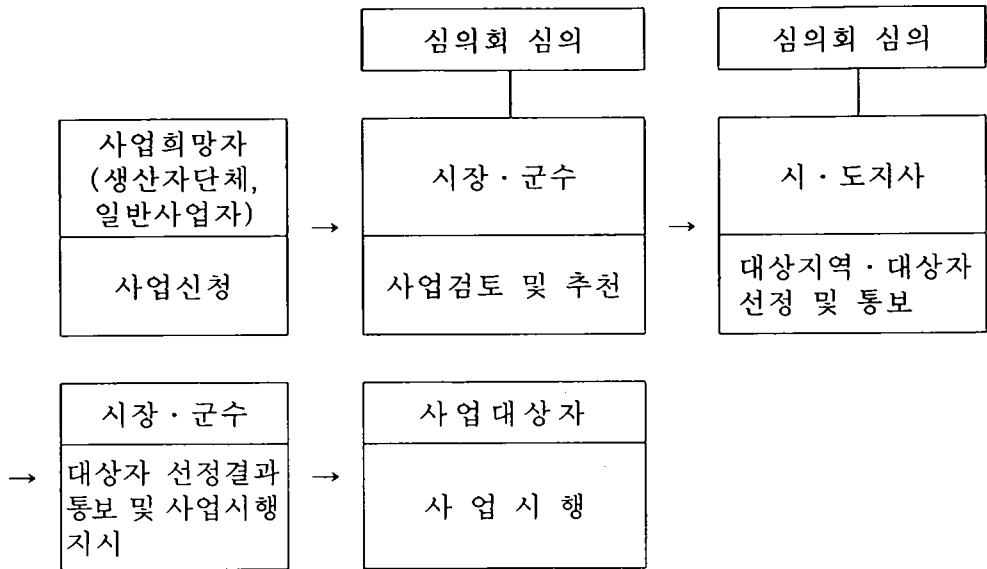 심의회 심의
심의회 심의
사업희망자
(생산자단체,
일반사업자)
사업신청
→
시장·군수
사업검토 및 추천
→
시·도지사
대상지역·대상자
선정 및 통보
→
시장·군수
대상자 선정결과
통보 및 사업시행
지시
→
사업대상자
사 업 시 행